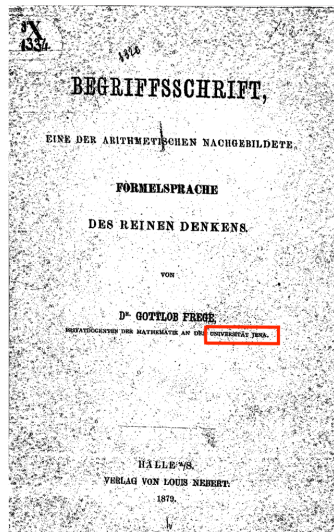 X
4334
BEGRIFFSSCHRIFT,
EINE DER ARITHMETISCHEN NACHGEBILDETE
FORMELSPRACHE
DES REINEN DENKENS.
VON
DR. GOTTLOB FREGE,
PRIVATDOCENTEN DER MATHEMATIK AN DER UNIVERSITÄT JENA.
HALLE a/S.
VERLAG VON LOUIS NEBERT.
1879.